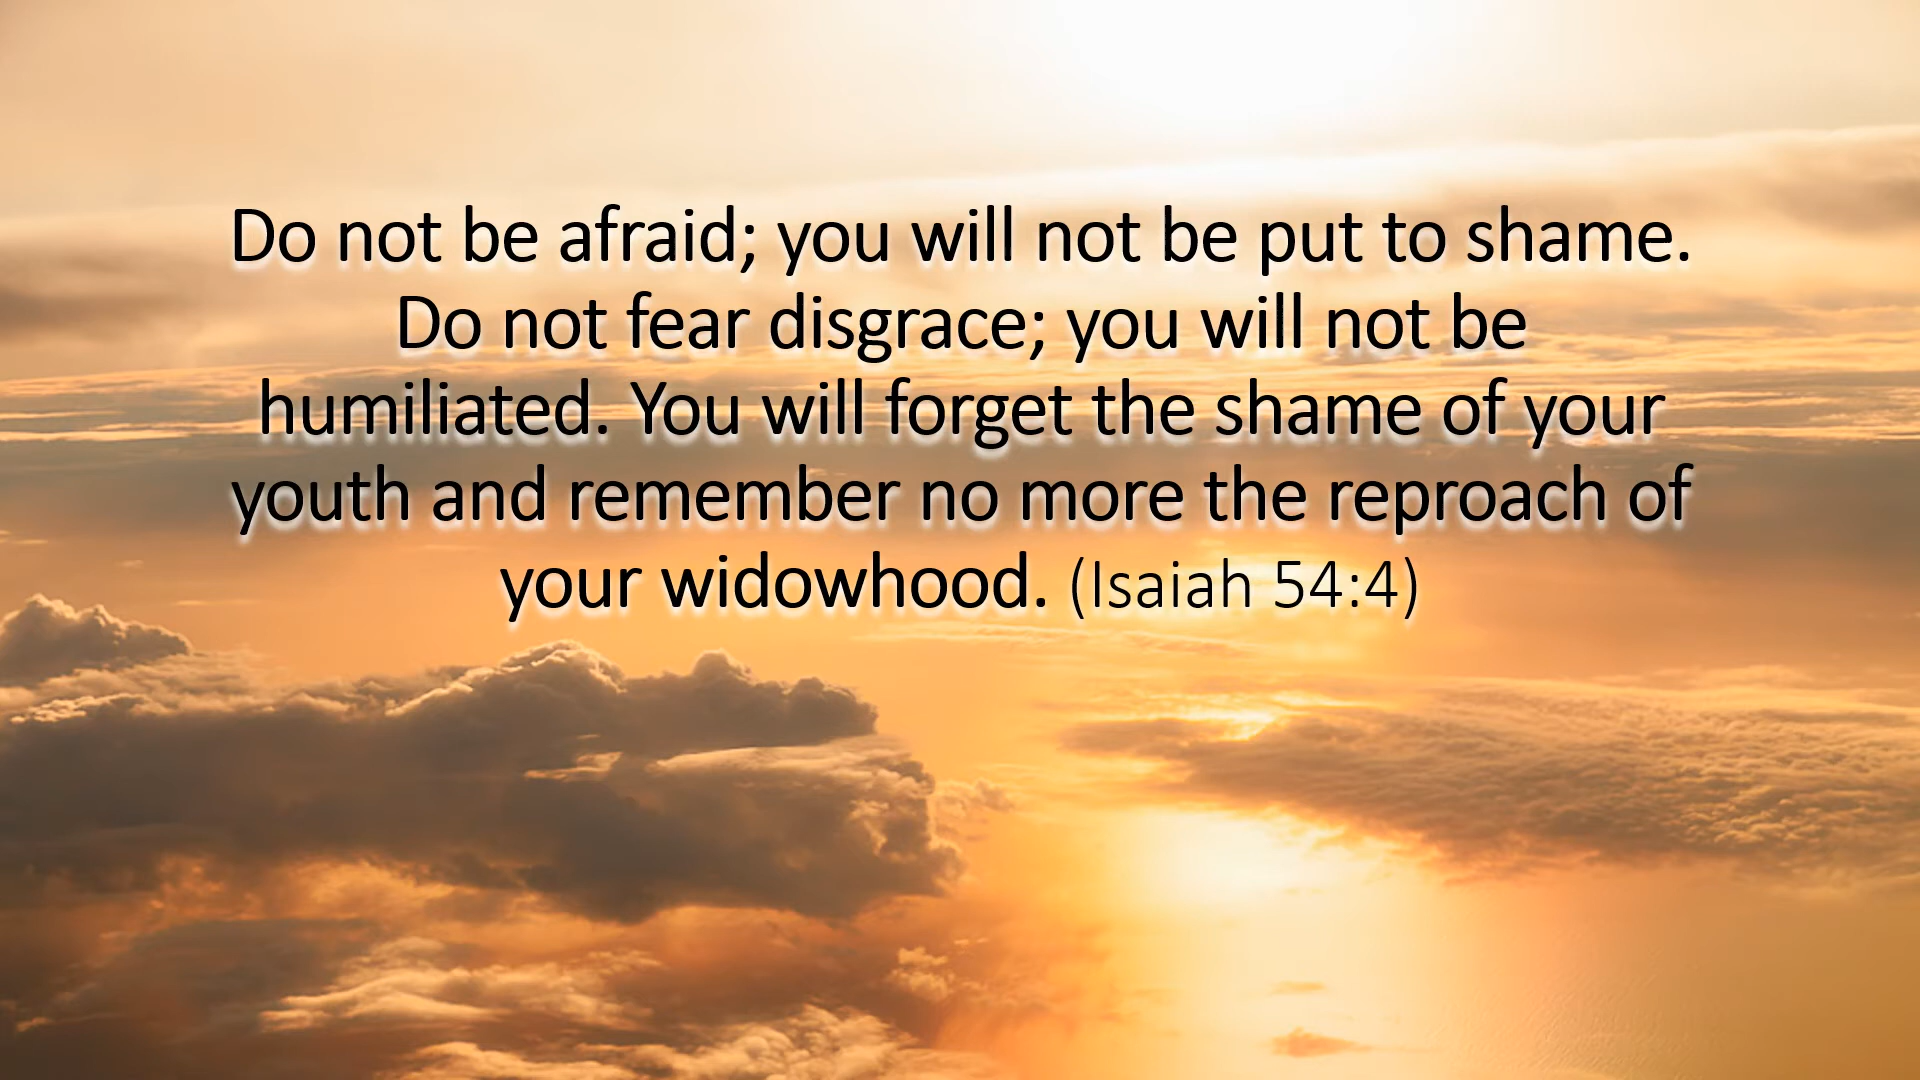 Do not be afraid; you will not be put to shame.
Do not fear disgrace; you will not be
humiliated. You will forget the shame of your
youth and remember no more the reproach of
your widowhood. (Isaiah 54:4)